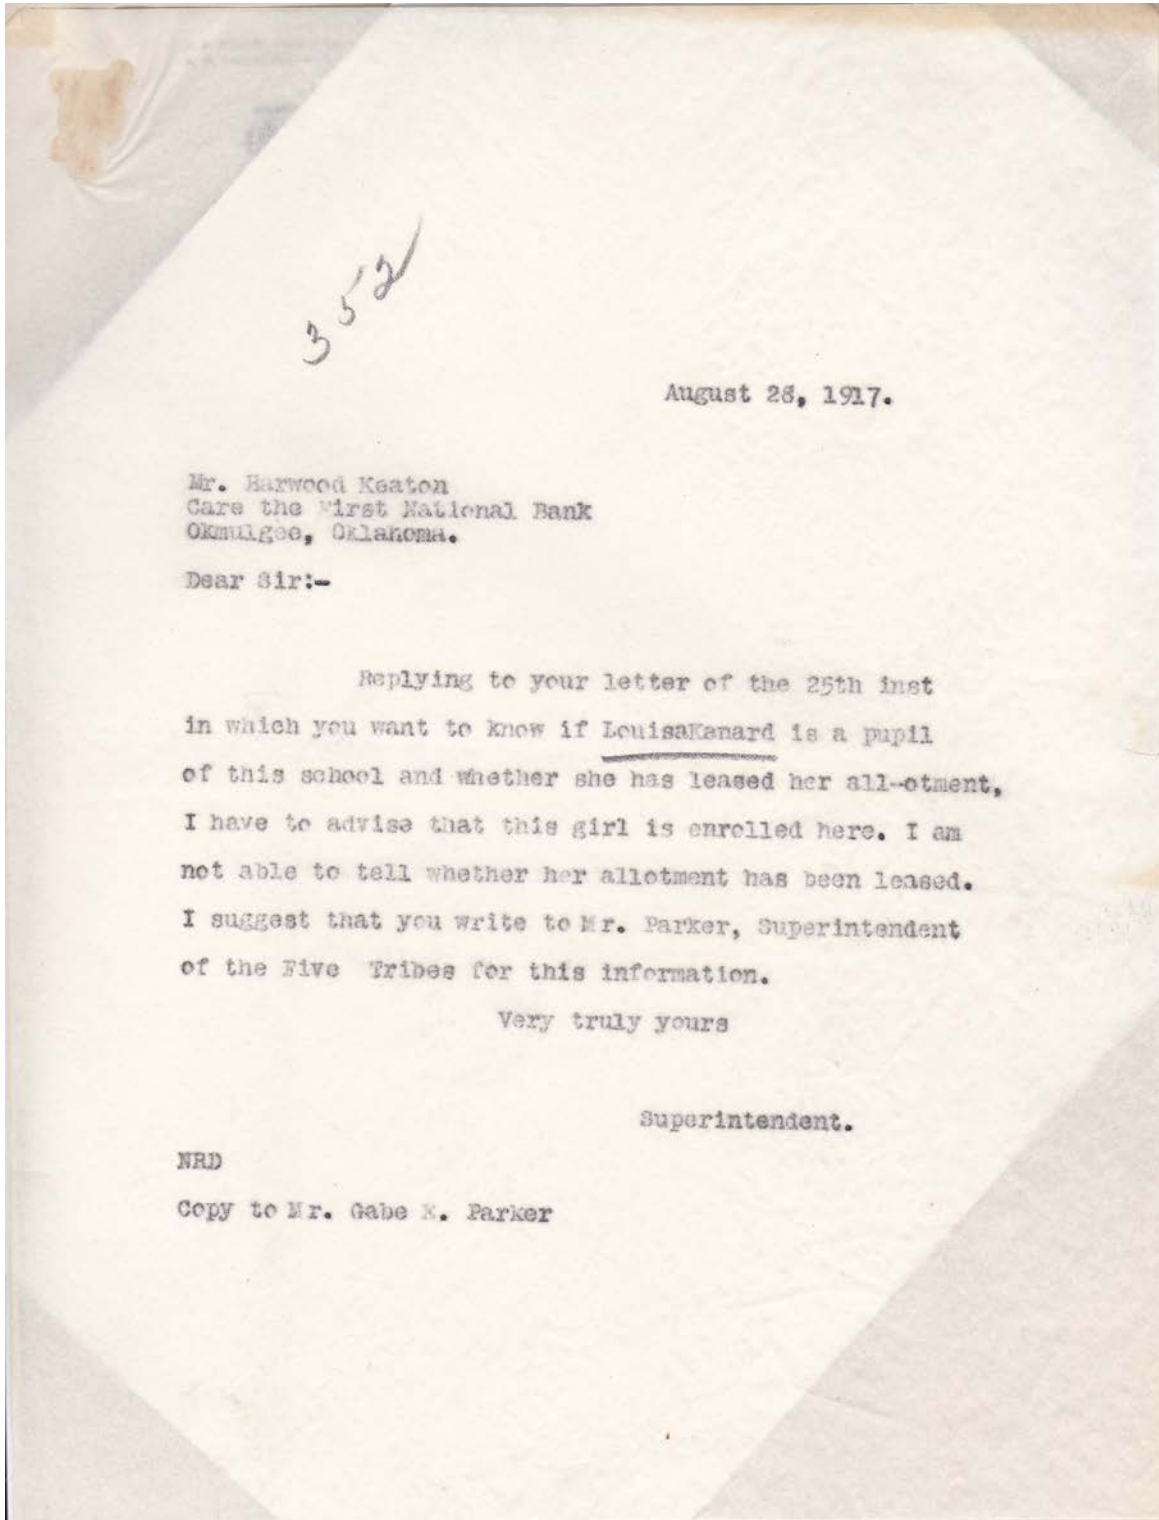 352
August 28, 1917.
Mr. Harwood Keaton
Care the First National Bank
Okmulgee, Oklahoma.
Dear Sir:-
Replying to your letter of the 25th inst
in which you want to know if LouisaKanard is a pupil
of this school and whether she has leased her all-otment,
I have to advise that this girl is enrolled here. I am
not able to tell whether her allotment has been leased.
I suggest that you write to Mr. Parker, Superintendent
of the Five Tribes for this information.
Very truly yours
Superintendent.
NRD
Copy to Mr. Gabe E. Parker